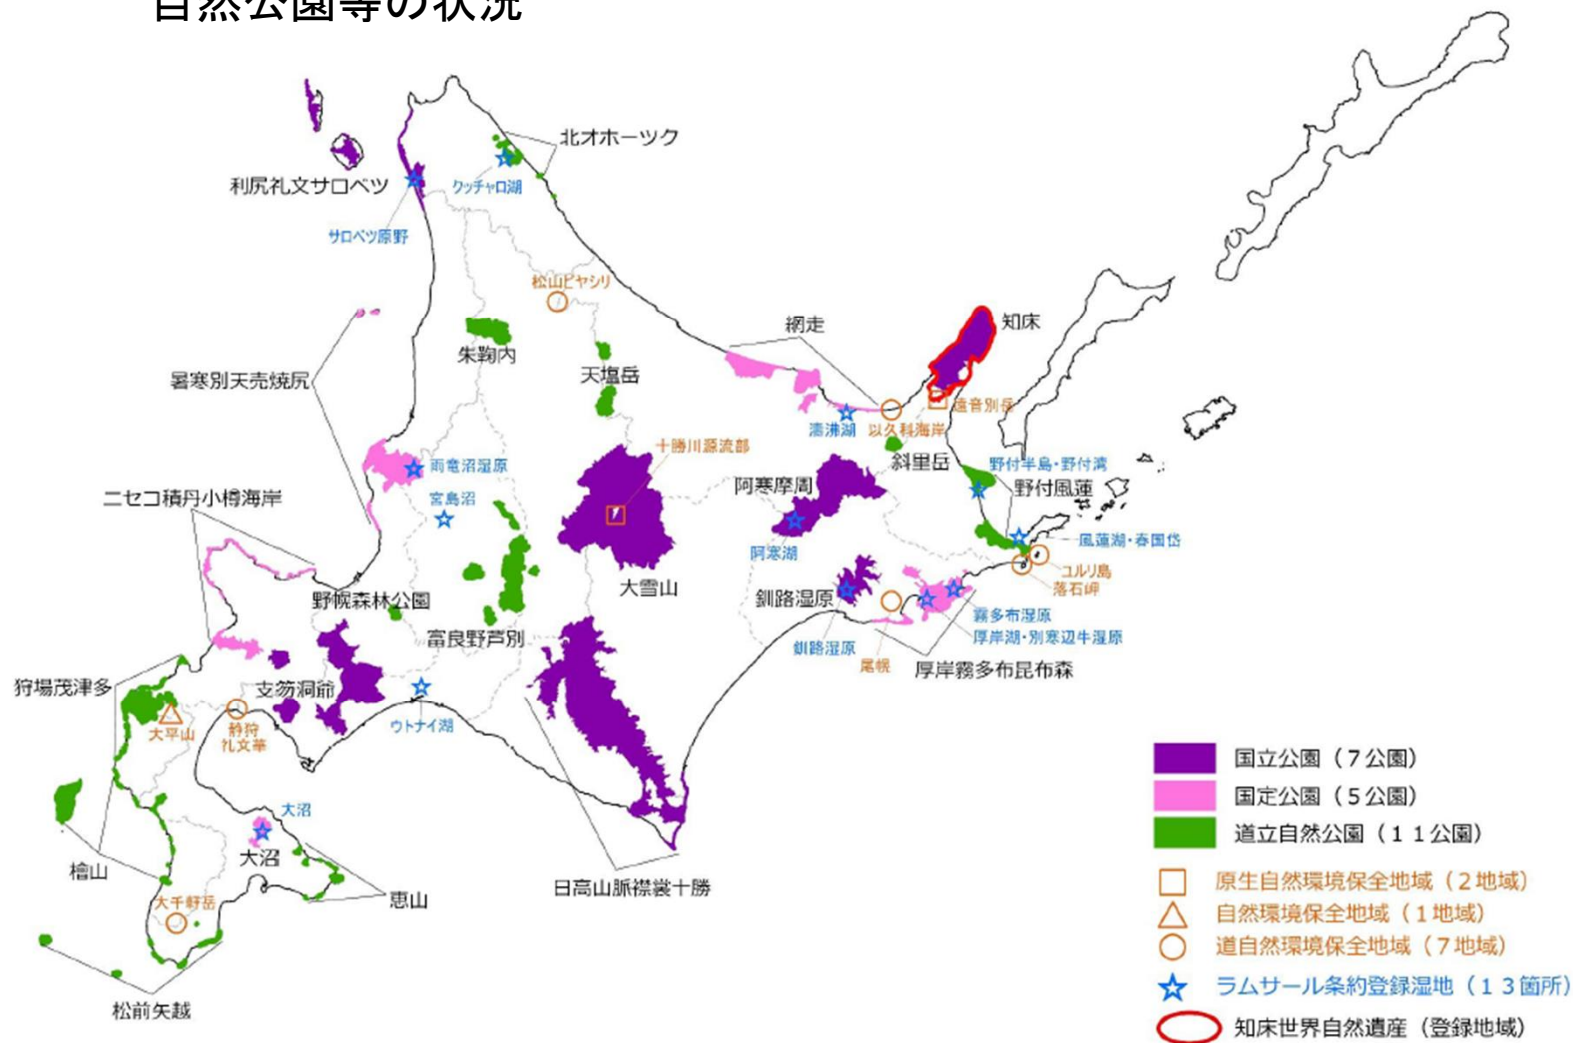 自然公園等の状況
北オホーツク
利尻礼文サロベツ
クッチャロ湖
サロベツ原野
松山ピヤシリ
朱鞠内
天塩岳
暑寒別天売焼尻
網走
知床
遠音別岳
濤沸湖
以久科海岸
斜里岳
十勝川源流部
雨竜沼湿原
宮島沼
ニセコ積丹小樽海岸
阿寒摩周
阿寒湖
野付半島・野付湾
野付風蓮
風蓮湖・春国岱
ユルリ島
落石岬
大雪山
釧路湿原
釧路湿原
霧多布湿原
厚岸湖・別寒辺牛湿原
尾幌
厚岸霧多布昆布森
野幌森林公園
富良野芦別
狩場茂津多
支笏洞爺
ウトナイ湖
大平山
静狩
礼文華
大沼
大沼
檜山
恵山
大千軒岳
松前矢越
日高山脈襟裳十勝
国立公園（７公園）
国定公園（５公園）
道立自然公園（１１公園）
原生自然環境保全地域（２地域）
自然環境保全地域（１地域）
道自然環境保全地域（７地域）
ラムサール条約登録湿地（１３箇所）
知床世界自然遺産（登録地域）